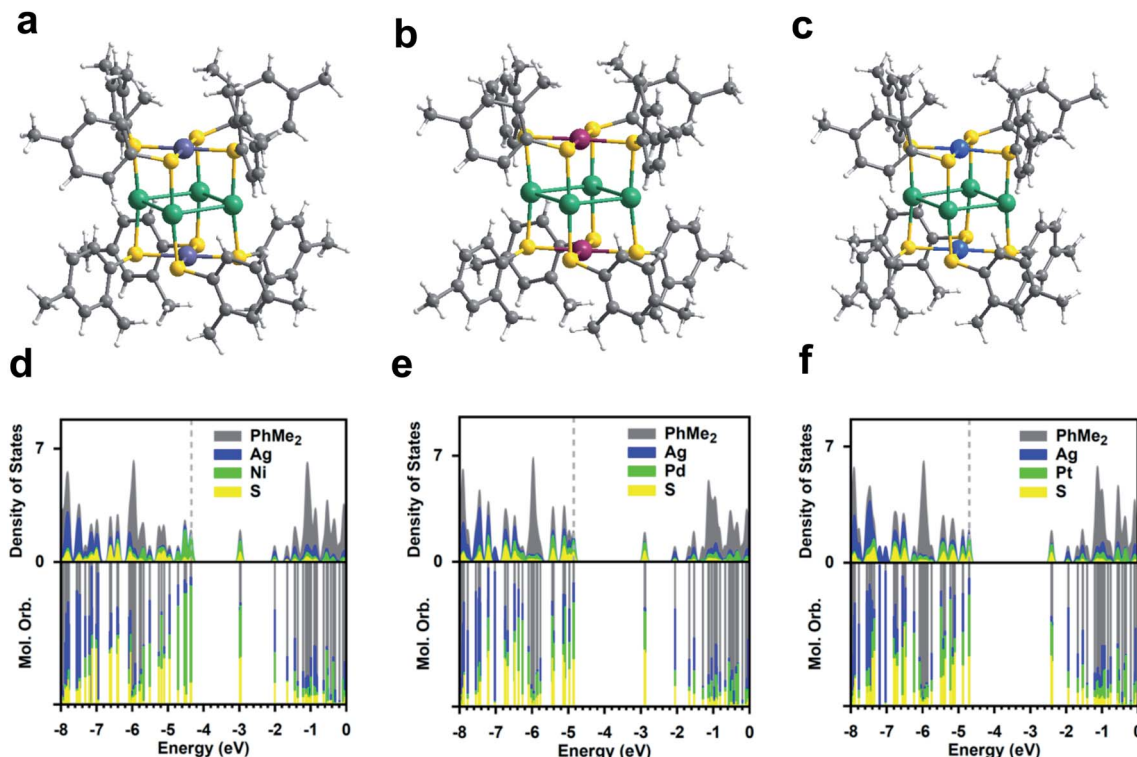 a
b
c
d
e
f
Density of States
7
0
PhMe₂
Ag
Ni
S
Mol. Orb.
-8 -7 -6 -5 -4 -3 -2 -1 0
Energy (eV)
Density of States
7
0
PhMe₂
Ag
Pd
S
Mol. Orb.
-8 -7 -6 -5 -4 -3 -2 -1 0
Energy (eV)
Density of States
7
0
PhMe₂
Ag
Pt
S
Mol. Orb.
-8 -7 -6 -5 -4 -3 -2 -1 0
Energy (eV)